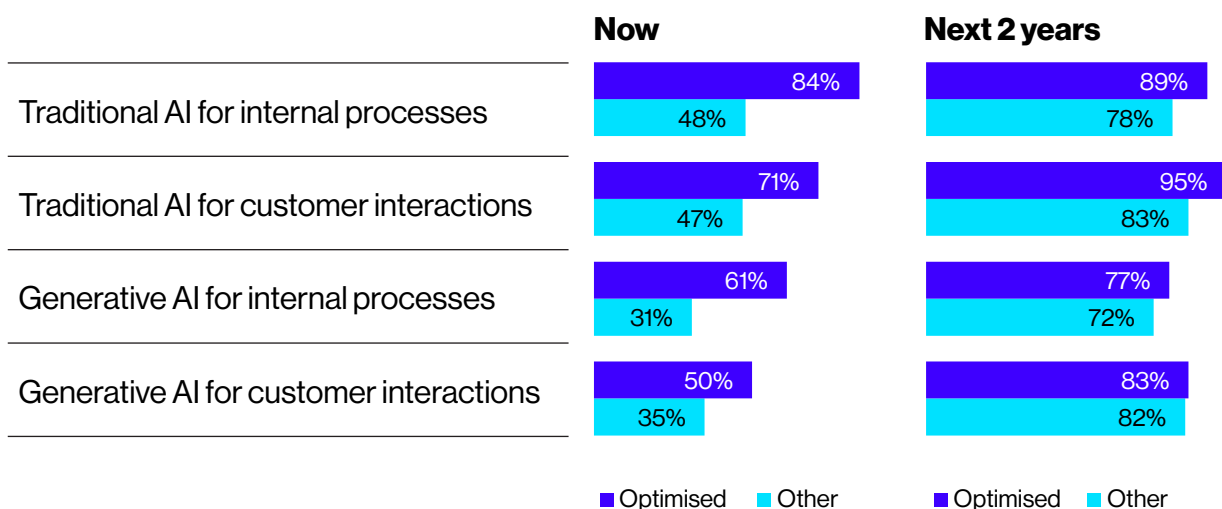 Now Next 2 years
Traditional AI for internal processes
84%
48%
89%
78%
Traditional AI for customer interactions
71%
47%
95%
83%
Generative AI for internal processes
61%
31%
77%
72%
Generative AI for customer interactions
50%
35%
83%
82%
Optimised Other Optimised Other